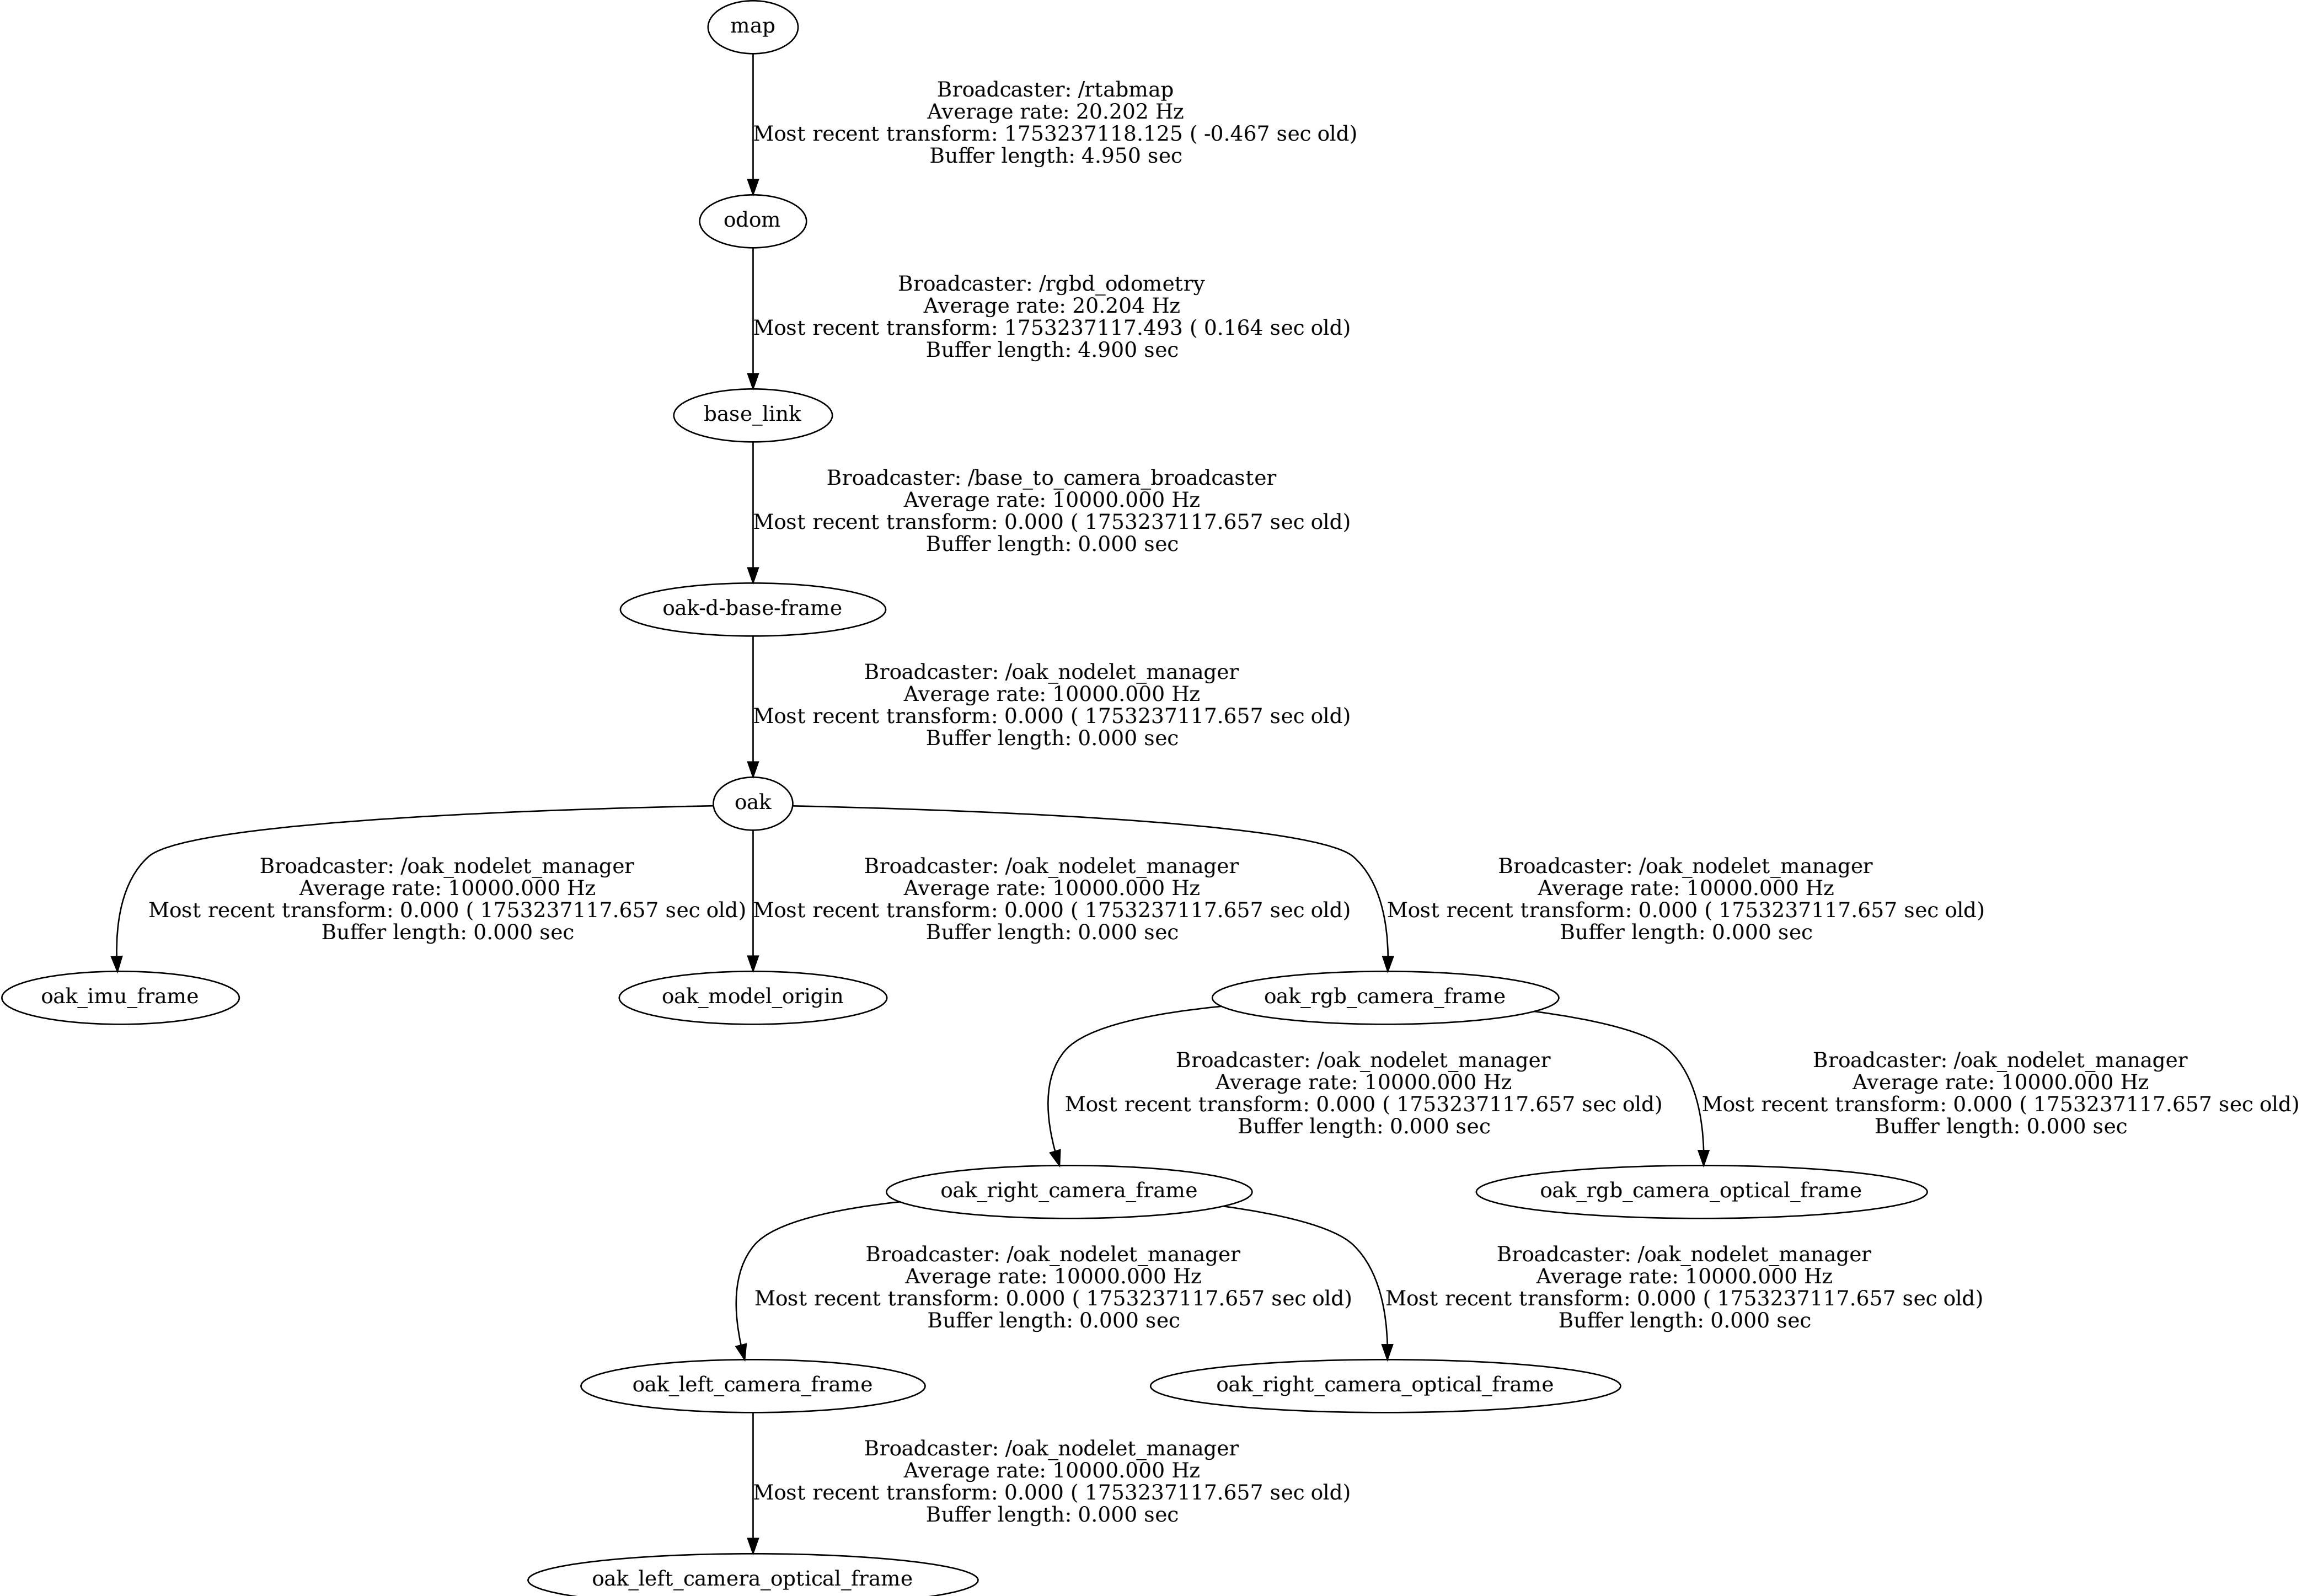 map
Broadcaster: /rtabmap
Average rate: 20.202 Hz
Most recent transform: 1753237118.125 ( -0.467 sec old)
Buffer length: 4.950 sec
odom
Broadcaster: /rgbd_odometry
Average rate: 20.204 Hz
Most recent transform: 1753237117.493 ( 0.164 sec old)
Buffer length: 4.900 sec
base_link
Broadcaster: /base_to_camera_broadcaster
Average rate: 10000.000 Hz
Most recent transform: 0.000 ( 1753237117.657 sec old)
Buffer length: 0.000 sec
oak-d-base-frame
Broadcaster: /oak_nodelet_manager
Average rate: 10000.000 Hz
Most recent transform: 0.000 ( 1753237117.657 sec old)
Buffer length: 0.000 sec
oak
Broadcaster: /oak_nodelet_manager
Average rate: 10000.000 Hz
Most recent transform: 0.000 ( 1753237117.657 sec old)
Buffer length: 0.000 sec
Broadcaster: /oak_nodelet_manager
Average rate: 10000.000 Hz
Most recent transform: 0.000 ( 1753237117.657 sec old)
Buffer length: 0.000 sec
Broadcaster: /oak_nodelet_manager
Average rate: 10000.000 Hz
Most recent transform: 0.000 ( 1753237117.657 sec old)
Buffer length: 0.000 sec
oak_imu_frame
oak_model_origin
oak_rgb_camera_frame
Broadcaster: /oak_nodelet_manager
Average rate: 10000.000 Hz
Most recent transform: 0.000 ( 1753237117.657 sec old)
Buffer length: 0.000 sec
Broadcaster: /oak_nodelet_manager
Average rate: 10000.000 Hz
Most recent transform: 0.000 ( 1753237117.657 sec old)
Buffer length: 0.000 sec
oak_right_camera_frame
oak_rgb_camera_optical_frame
Broadcaster: /oak_nodelet_manager
Average rate: 10000.000 Hz
Most recent transform: 0.000 ( 1753237117.657 sec old)
Buffer length: 0.000 sec
Broadcaster: /oak_nodelet_manager
Average rate: 10000.000 Hz
Most recent transform: 0.000 ( 1753237117.657 sec old)
Buffer length: 0.000 sec
oak_left_camera_frame
oak_right_camera_optical_frame
Broadcaster: /oak_nodelet_manager
Average rate: 10000.000 Hz
Most recent transform: 0.000 ( 1753237117.657 sec old)
Buffer length: 0.000 sec
oak_left_camera_optical_frame